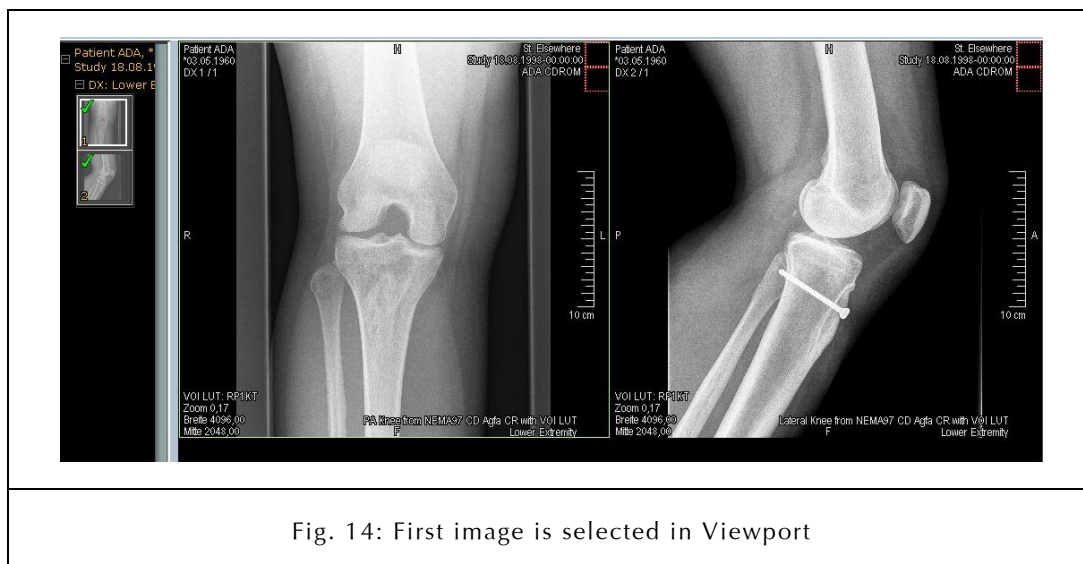 Patient ADA, *
Study 18.08.1
DX: Lower E
1
2
Patient ADA
*03.05.1960
DX 1 / 1
H
St. Elsewhere
Study 18.08.1998-00:00:00
ADA CDROM
R
L
10 cm
VOI LUT: RP1KT
Zoom 0,17
Breite 4096,00
Mitte 2048,00
PA Knee from NEMA97 CD Agfa CR with VOI LUT
Lower Extremity
F
Patient ADA
*03.05.1960
DX 2 / 1
H
St. Elsewhere
Study 18.08.1998-00:00:00
ADA CDROM
P
A
10 cm
VOI LUT: RP1KT
Zoom 0,17
Breite 4096,00
Mitte 2048,00
Lateral Knee from NEMA97 CD Agfa CR with VOI LUT
Lower Extremity
F
Fig. 14: First image is selected in Viewport